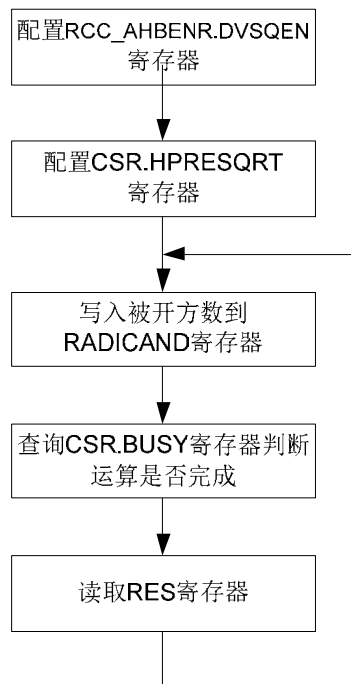 配置RCC_AHBENR.DVSQEN
寄存器
配置CSR.HPRESQRT
寄存器
写入被开方数到
RADICAND寄存器
查询CSR.BUSY寄存器判断
运算是否完成
读取RES寄存器